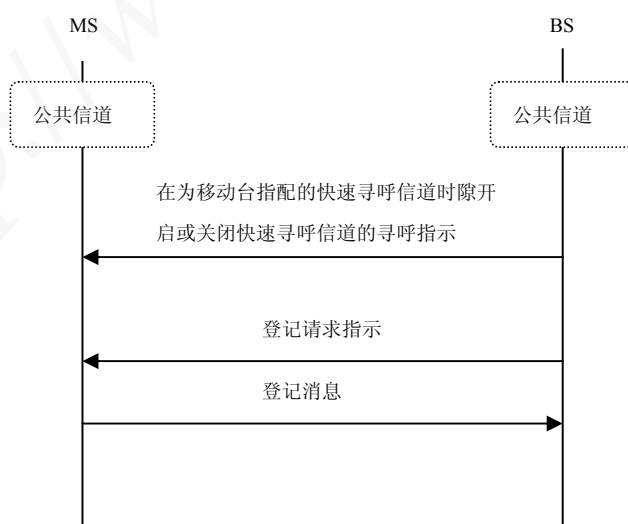 MS BS
公共信道 公共信道
在为移动台指配的快速寻呼信道时隙开
启或关闭快速寻呼信道的寻呼指示
登记请求指示
登记消息